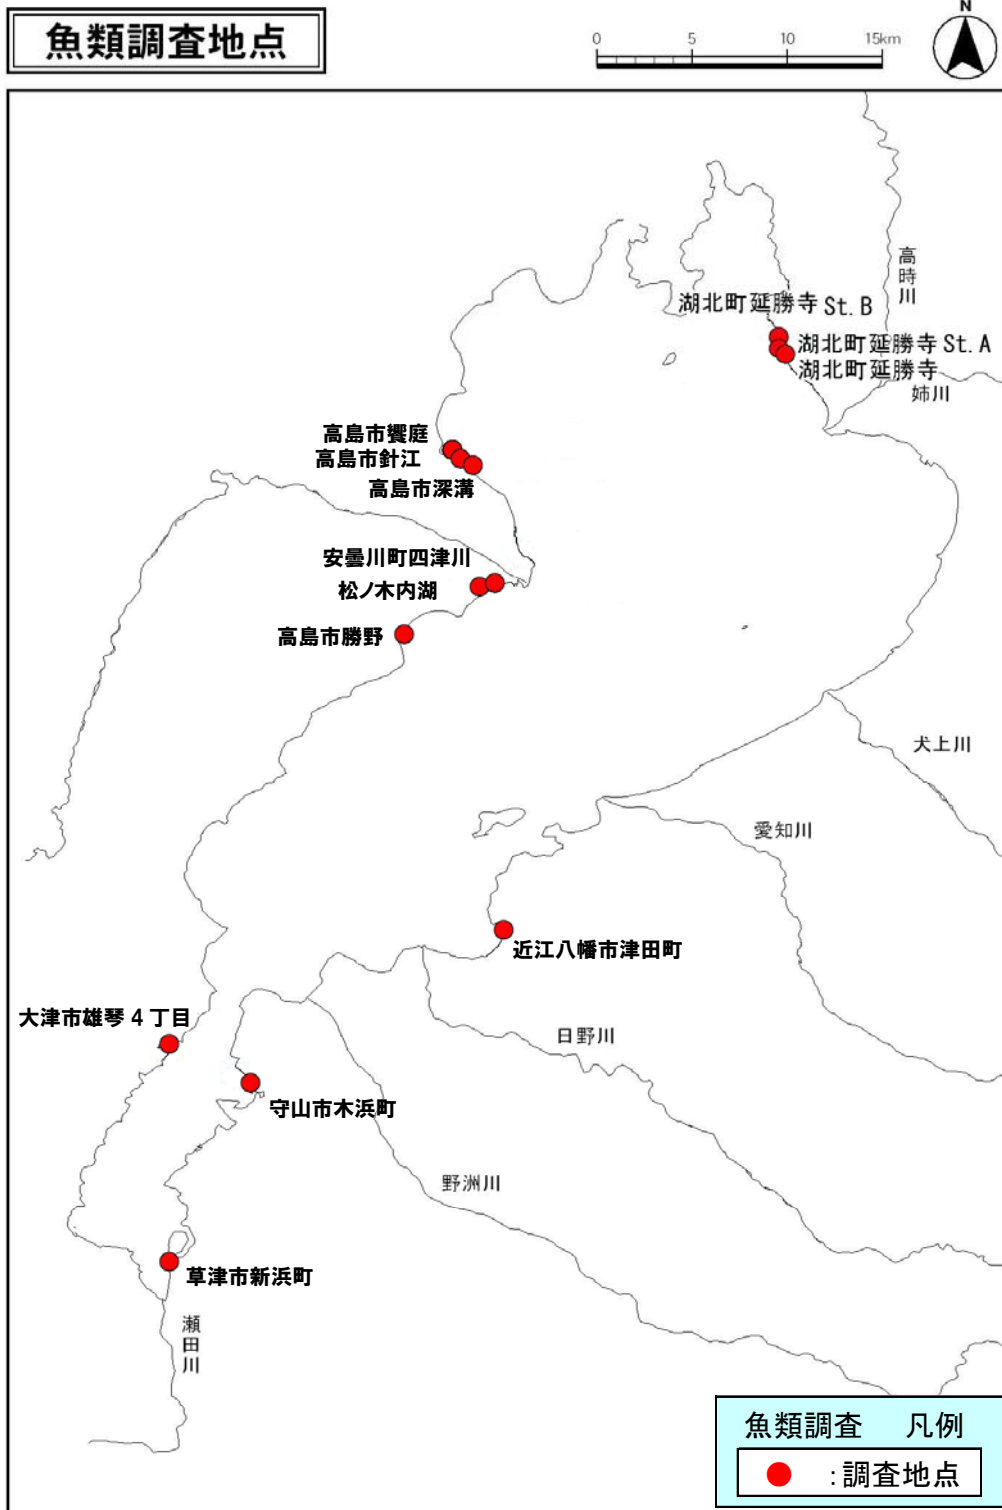 魚類調査地点
0 5 10 15km
N
高時川
湖北町延勝寺 St.B
湖北町延勝寺 St.A
湖北町延勝寺
姉川
高島市饗庭
高島市針江
高島市深溝
安曇川町四津川
松ノ木内湖
高島市勝野
犬上川
愛知川
近江八幡市津田町
大津市雄琴4丁目
日野川
守山市木浜町
野洲川
草津市新浜町
瀬田川
魚類調査 凡例
:調査地点